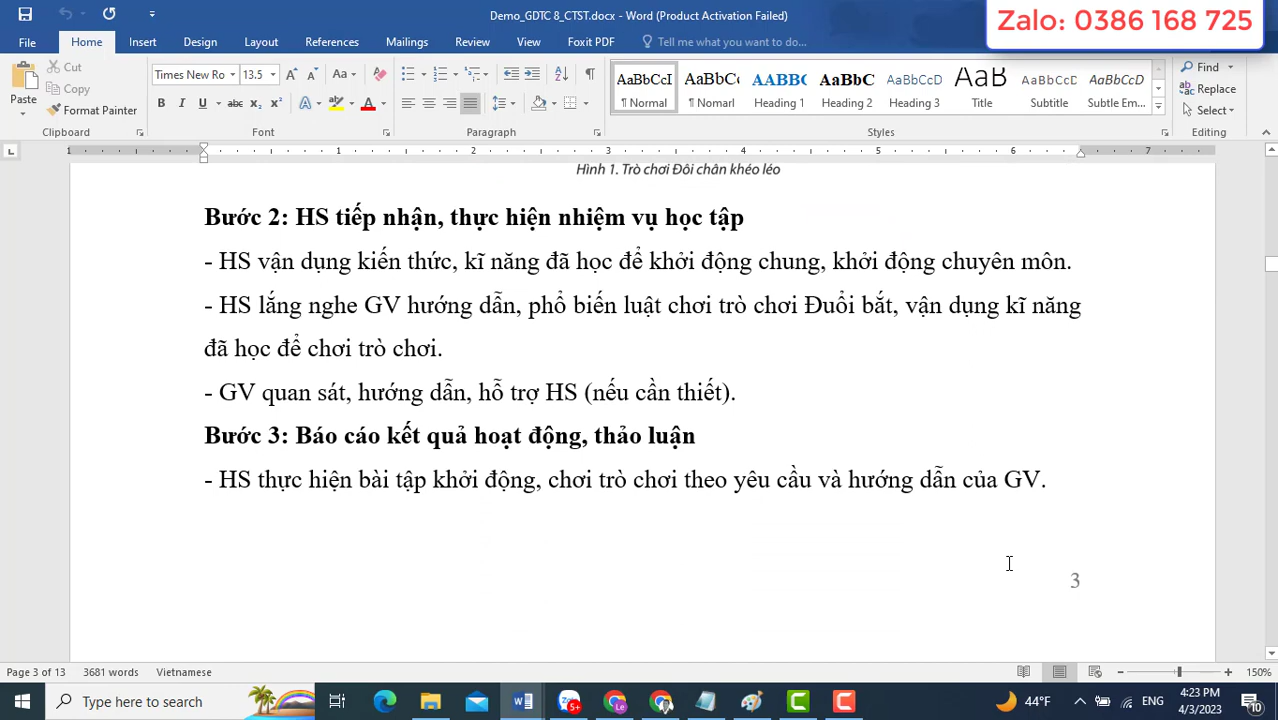 Demo_GDTC 8_CTST.docx - Word (Product Activation Failed)
Zalo: 0386 168 725
File Home Insert Design Layout References Mailings Review View Foxit PDF Tell me what you want to do...
Paste
Cut
Copy
Format Painter
Clipboard
Times New Ro 13.5
Font
Paragraph
AaBbCcI AaBbCc AABBC AaBbC AaBbCcD AaB AaBbCcD AaBbCcD
¶ Normal ¶ Nomarl Heading 1 Heading 2 Heading 3 Title Subtitle Subtle Em...
Styles
Find
Replace
Select
Editing
1 1 2 3 4 5 6 7
Hình 1. Trò chơi Đôi chân khéo léo
Bước 2: HS tiếp nhận, thực hiện nhiệm vụ học tập
- HS vận dụng kiến thức, kĩ năng đã học để khởi động chung, khởi động chuyên môn.
- HS lắng nghe GV hướng dẫn, phổ biến luật chơi trò chơi Đuổi bắt, vận dụng kĩ năng
đã học để chơi trò chơi.
- GV quan sát, hướng dẫn, hỗ trợ HS (nếu cần thiết).
Bước 3: Báo cáo kết quả hoạt động, thảo luận
- HS thực hiện bài tập khởi động, chơi trò chơi theo yêu cầu và hướng dẫn của GV.
3
Page 3 of 13 3681 words Vietnamese 150%
Type here to search 44°F ENG 4:23 PM
4/3/2023